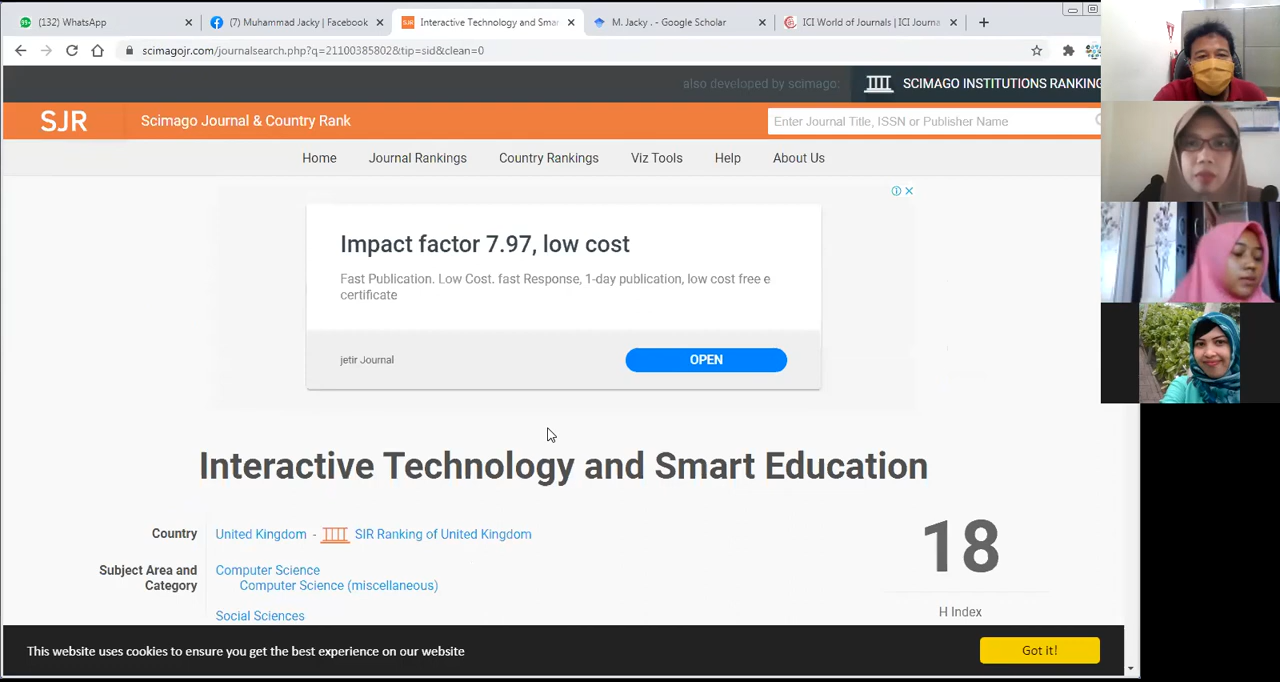 (132) WhatsApp
(7) Muhammad Jacky | Facebook
Interactive Technology and Smar
M. Jacky . - Google Scholar
ICI World of Journals | ICI Journa
scimagojr.com/journalsearch.php?q=21100385802&tip=sid&clean=0
also developed by scimago:
SCIMAGO INSTITUTIONS RANKING
SJR
Scimago Journal & Country Rank
Enter Journal Title, ISSN or Publisher Name
Home
Journal Rankings
Country Rankings
Viz Tools
Help
About Us
Impact factor 7.97, low cost
Fast Publication. Low Cost. fast Response, 1-day publication, low cost free e
certificate
jetir Journal
OPEN
Interactive Technology and Smart Education
Country
United Kingdom - SIR Ranking of United Kingdom
Subject Area and
Category
Computer Science
Computer Science (miscellaneous)
Social Sciences
18
H Index
This website uses cookies to ensure you get the best experience on our website
Got it!